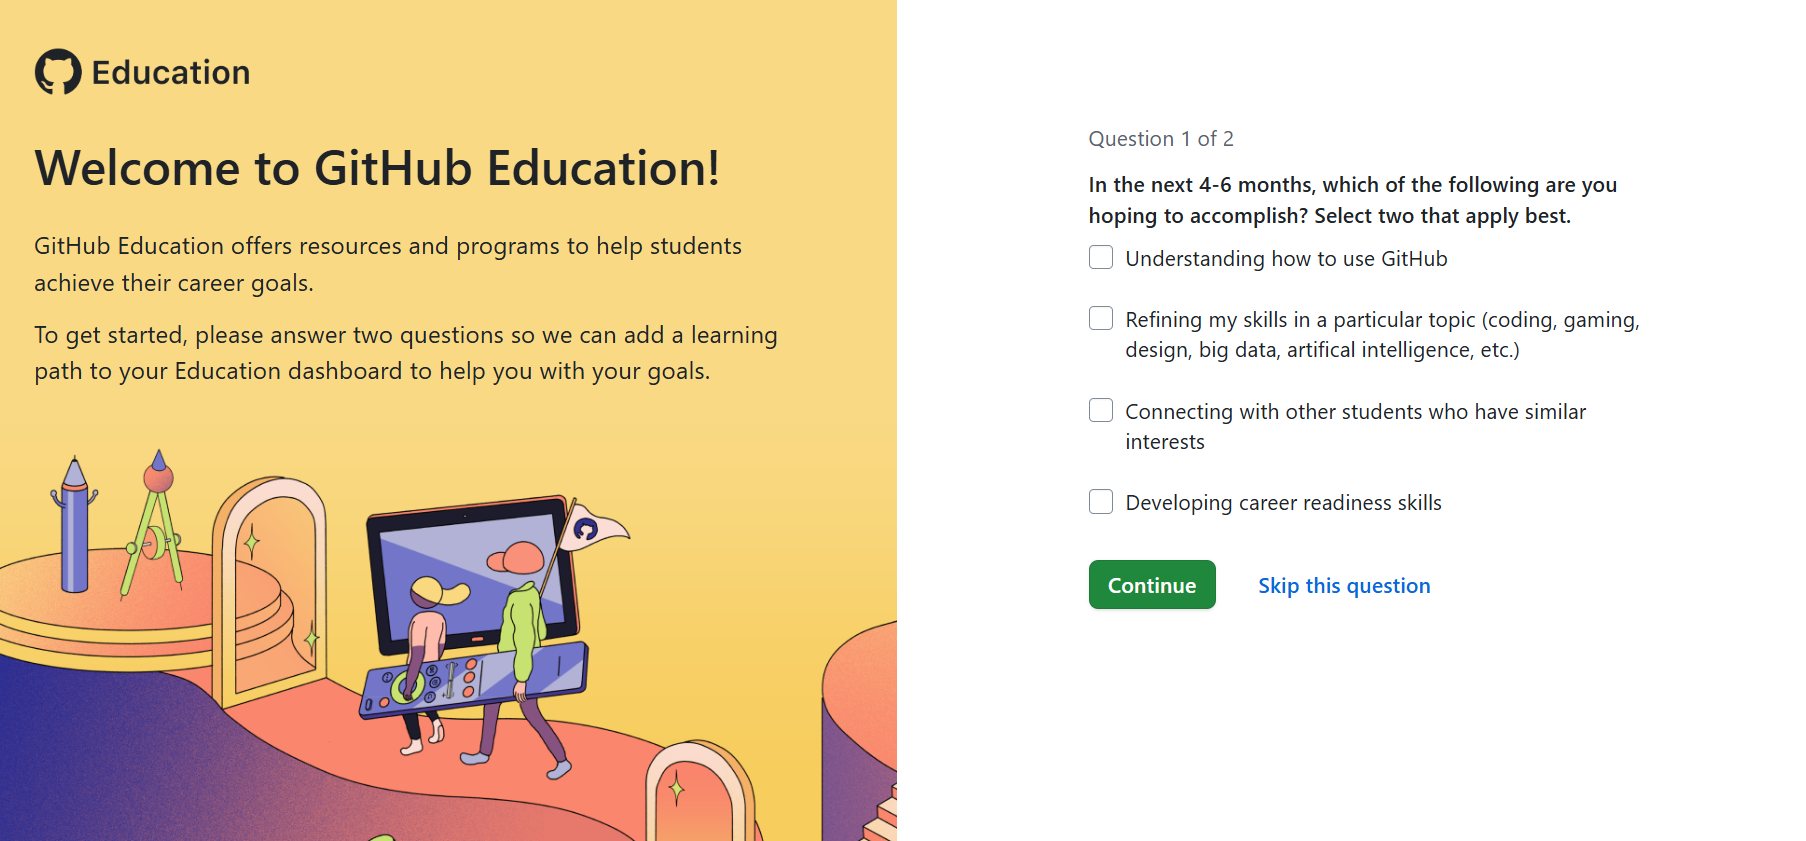 Education
Welcome to GitHub Education!
GitHub Education offers resources and programs to help students
achieve their career goals.
To get started, please answer two questions so we can add a learning
path to your Education dashboard to help you with your goals.
Question 1 of 2
In the next 4-6 months, which of the following are you
hoping to accomplish? Select two that apply best.
Understanding how to use GitHub
Refining my skills in a particular topic (coding, gaming,
design, big data, artifical intelligence, etc.)
Connecting with other students who have similar
interests
Developing career readiness skills
Continue
Skip this question